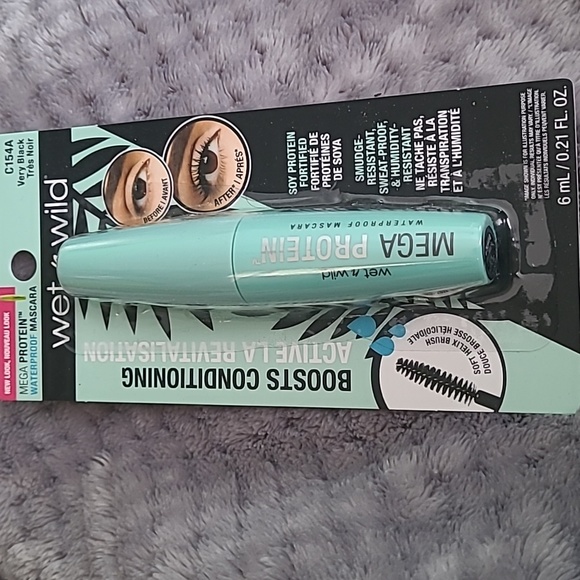 C154A
Very Black
Très Noir
NEW LOOK, NOUVEAU LOOK
MEGA PROTEIN™
WATERPROOF MASCARA
wet n wild
BEFORE | AVANT
AFTER* | APRÈS*
SOY PROTEIN
FORTIFIED
FORTIFIÉ DE
PROTÉINES
DE SOYA
SMUDGE-
RESISTANT,
SWEAT-PROOF,
& HUMIDITY-
RESISTANT
NE TACHE PAS,
RÉSISTE À LA
TRANSPIRATION
ET À L'HUMIDITÉ
6 mL / 0.21 FL. OZ.
wet n wild
MEGA PROTEIN™
WATERPROOF MASCARA
BOOSTS CONDITIONING
ACTIVE LA REVITALISATION
SOFT HELIX BRUSH
DOUCE BROSSE HÉLICOÏDALE